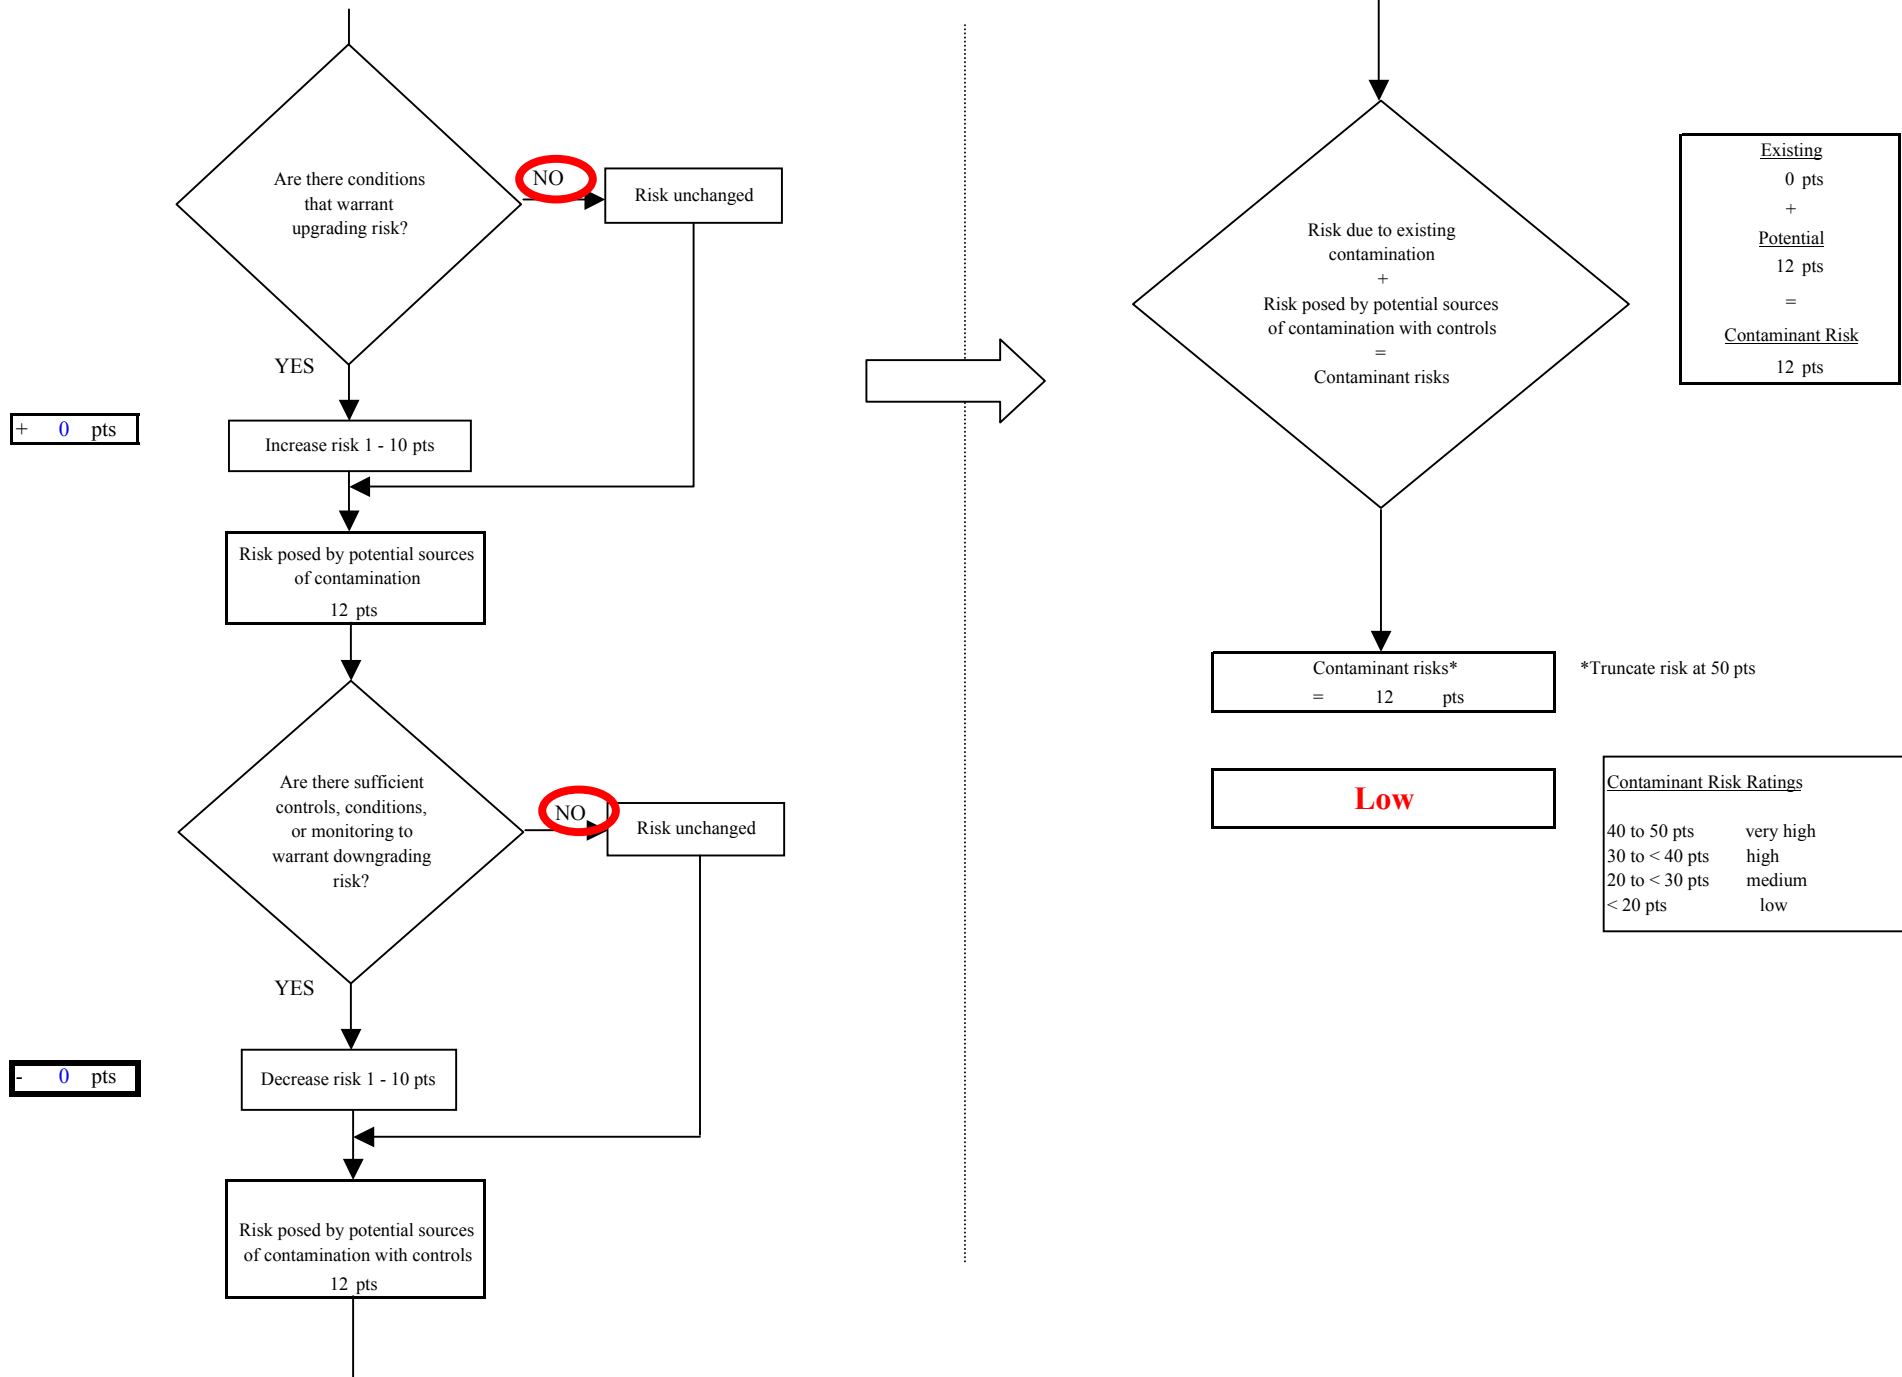 Are there conditions
that warrant
upgrading risk?
NO
Risk unchanged
YES
+ 0 pts
Increase risk 1 - 10 pts
Risk posed by potential sources
of contamination
12 pts
Are there sufficient
controls, conditions,
or monitoring to
warrant downgrading
risk?
NO
Risk unchanged
YES
- 0 pts
Decrease risk 1 - 10 pts
Risk posed by potential sources
of contamination with controls
12 pts
Risk due to existing
contamination
+
Risk posed by potential sources
of contamination with controls
=
Contaminant risks
Existing
0 pts
+
Potential
12 pts
=
Contaminant Risk
12 pts
Contaminant risks*
= 12 pts
*Truncate risk at 50 pts
Low
Contaminant Risk Ratings
40 to 50 pts very high
30 to < 40 pts high
20 to < 30 pts medium
< 20 pts low